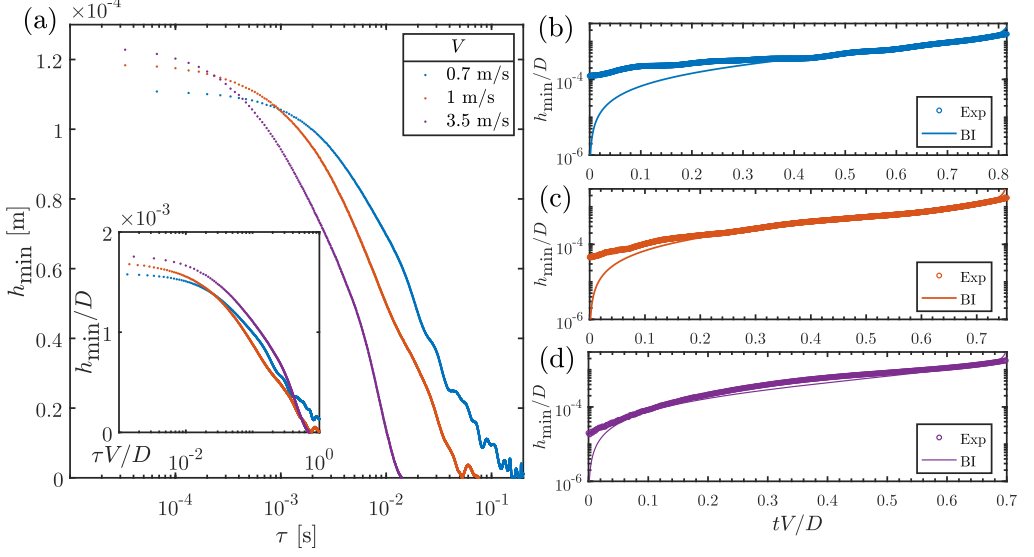 (a)
×10⁻⁴
1.2
1
0.8
0.6
0.4
0.2
0
h_min [m]
V
0.7 m/s
1 m/s
3.5 m/s
×10⁻³
2
1
0
h_min/D
τV/D
10⁻²
10⁰
10⁻⁴
10⁻³
10⁻²
10⁻¹
τ [s]
(b)
h_min/D
10⁻⁴
10⁻⁶
Exp
BI
0 0.1 0.2 0.3 0.4 0.5 0.6 0.7 0.8
(c)
h_min/D
10⁻⁴
10⁻⁶
Exp
BI
0 0.1 0.2 0.3 0.4 0.5 0.6 0.7
(d)
h_min/D
10⁻⁴
10⁻⁶
Exp
BI
0 0.1 0.2 0.3 0.4 0.5 0.6 0.7
tV/D